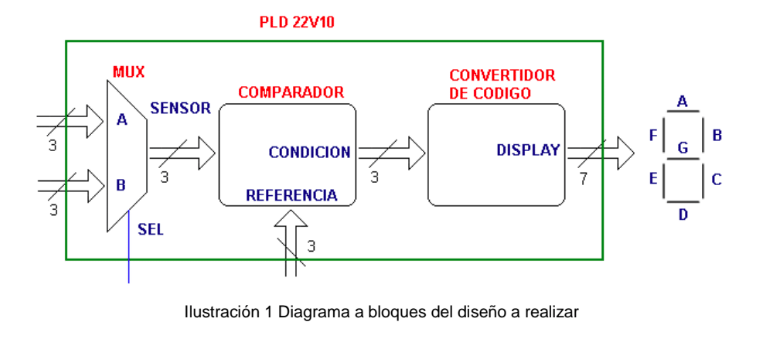 PLD 22V10
MUX
SENSOR
COMPARADOR
CONVERTIDOR
DE CODIGO
A
B
3
3
3
SEL
CONDICION
REFERENCIA
3
3
DISPLAY
7
A
F
B
G
E
C
D
Ilustración 1 Diagrama a bloques del diseño a realizar